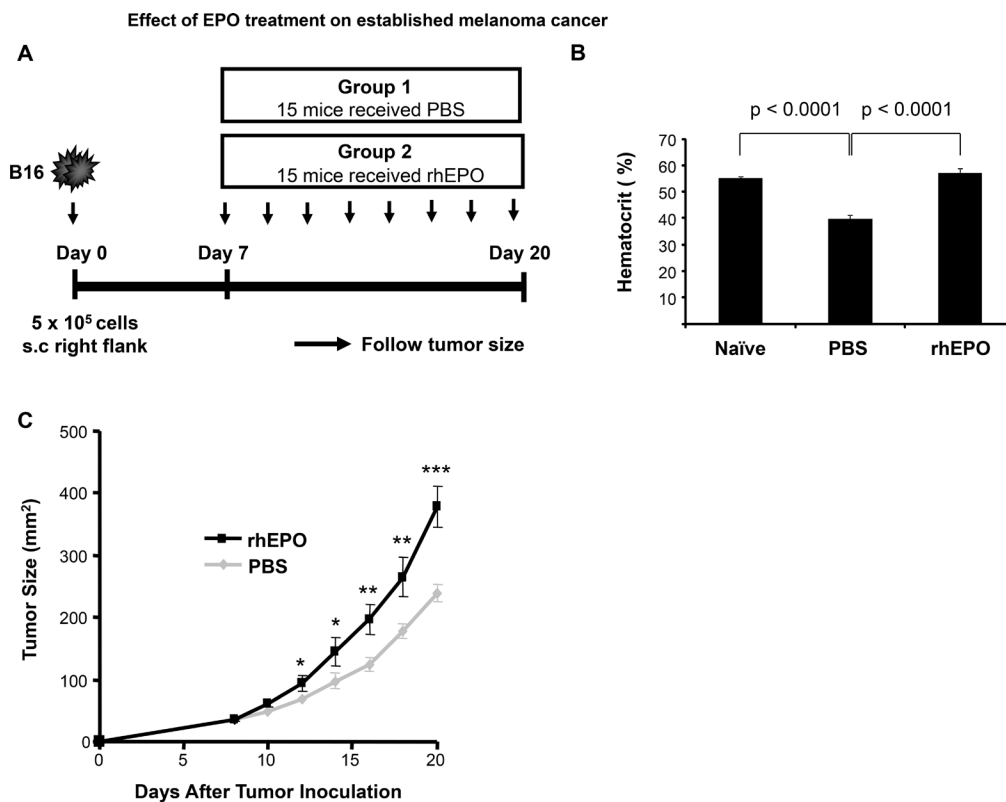 Effect of EPO treatment on established melanoma cancer
A
Group 1
15 mice received PBS
Group 2
15 mice received rhEPO
B16
Day 0
Day 7
Day 20
5 x 10⁵ cells
s.c right flank
Follow tumor size
B
p < 0.0001
p < 0.0001
Hematocrit ( %)
70
60
50
40
30
20
10
Naïve
PBS
rhEPO
C
Tumor Size (mm²)
500
400
300
200
100
0
rhEPO
PBS
*
*
**
**
***
0
5
10
15
20
Days After Tumor Inoculation